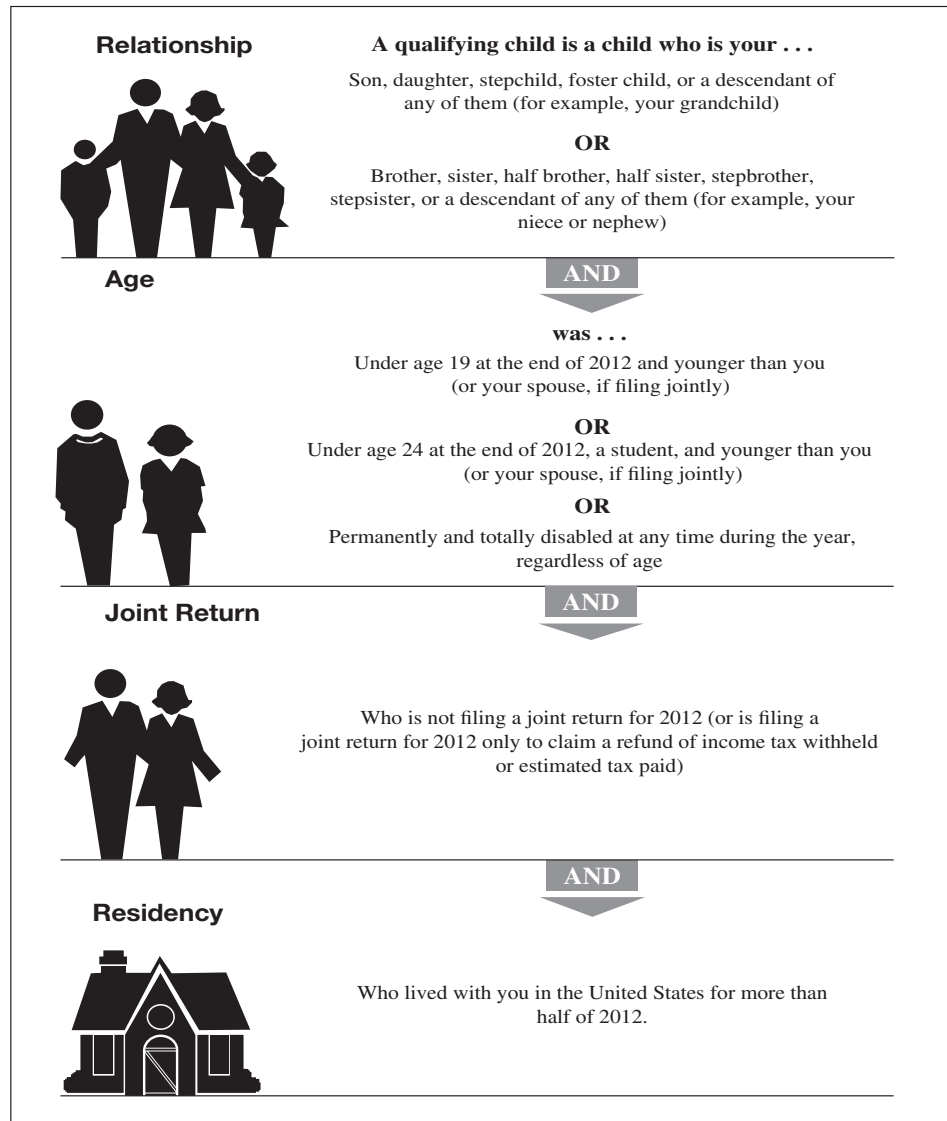 Relationship
A qualifying child is a child who is your . . .
Son, daughter, stepchild, foster child, or a descendant of
any of them (for example, your grandchild)
OR
Brother, sister, half brother, half sister, stepbrother,
stepsister, or a descendant of any of them (for example, your
niece or nephew)
AND
Age
was . . .
Under age 19 at the end of 2012 and younger than you
(or your spouse, if filing jointly)
OR
Under age 24 at the end of 2012, a student, and younger than you
(or your spouse, if filing jointly)
OR
Permanently and totally disabled at any time during the year,
regardless of age
AND
Joint Return
Who is not filing a joint return for 2012 (or is filing a
joint return for 2012 only to claim a refund of income tax withheld
or estimated tax paid)
AND
Residency
Who lived with you in the United States for more than
half of 2012.